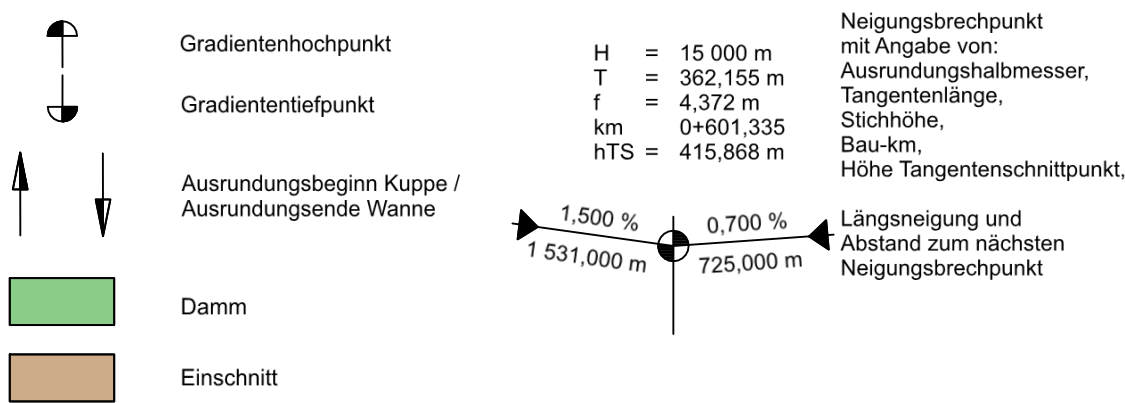 Gradientenhochpunkt
Gradiententiefpunkt
Ausrundungsbeginn Kuppe /
Ausrundungsende Wanne
Damm
Einschnitt
H = 15 000 m
T = 362,155 m
f = 4,372 m
km 0+601,335
hTS = 415,868 m
1,500 %
1 531,000 m
0,700 %
725,000 m
Neigungsbrechpunkt
mit Angabe von:
Ausrundungshalbmesser,
Tangentenlänge,
Stichhöhe,
Bau-km,
Höhe Tangentenschnittpunkt,
Längsneigung und
Abstand zum nächsten
Neigungsbrechpunkt